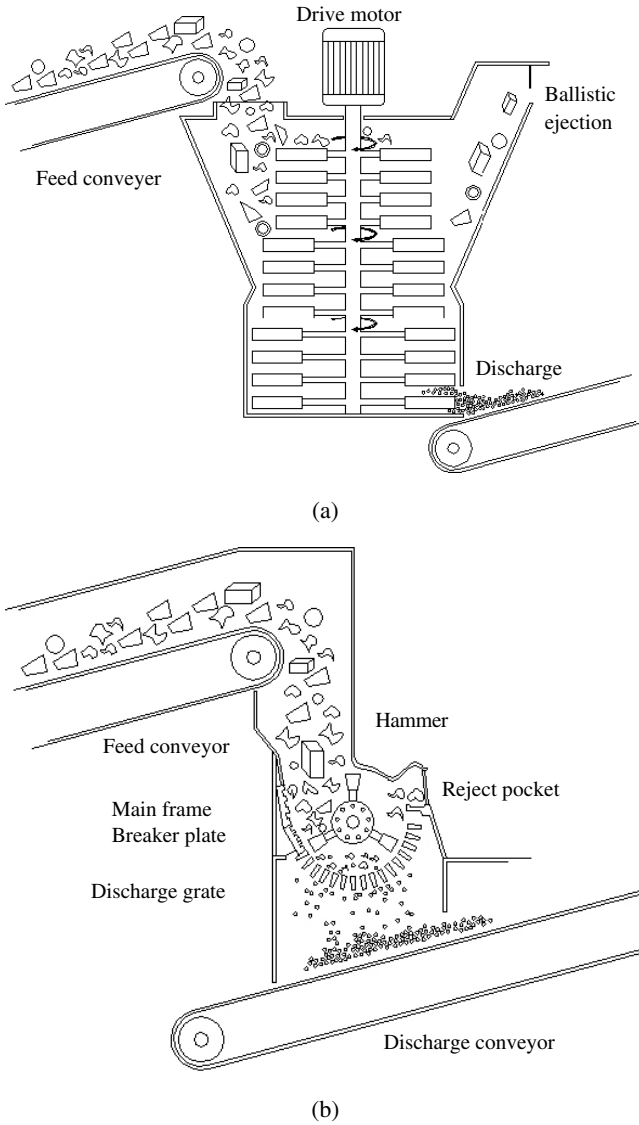 Drive motor
Ballistic
ejection
Feed conveyer
Discharge
(a)
Hammer
Feed conveyor
Reject pocket
Main frame
Breaker plate
Discharge grate
Discharge conveyor
(b)